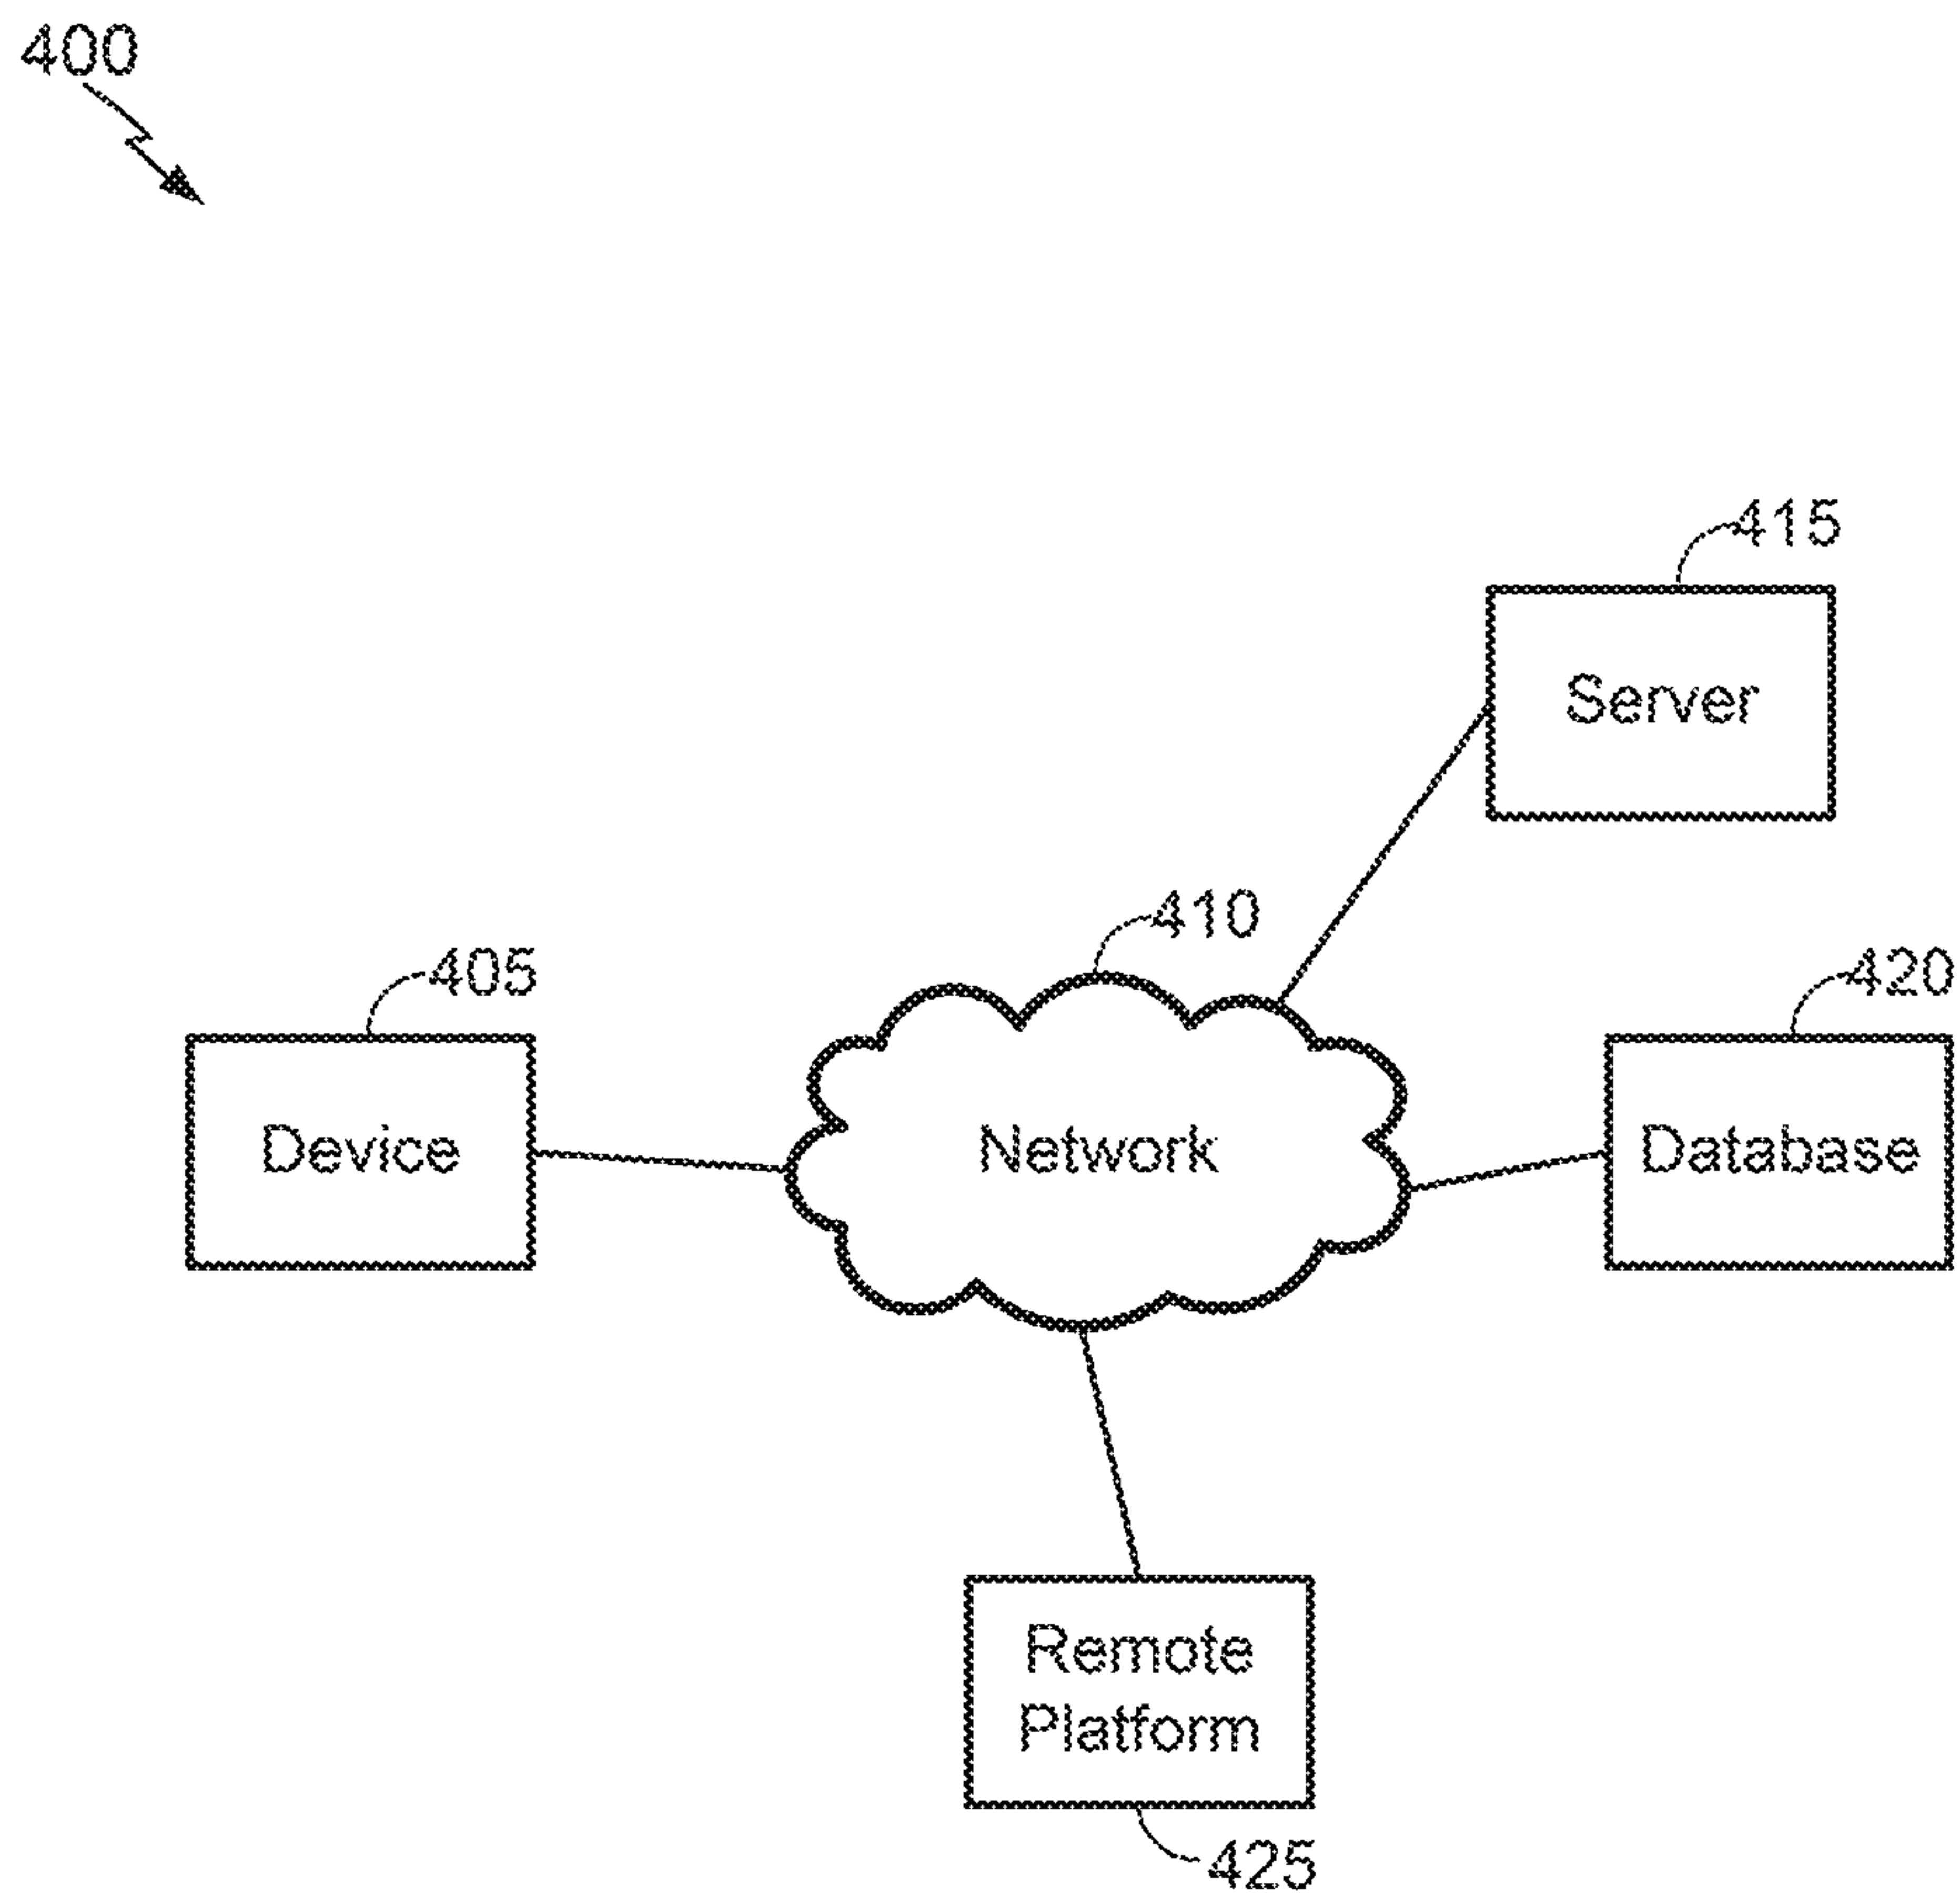 400
415
Server
410
405
420
Device
Network
Database
Remote
Platform
425